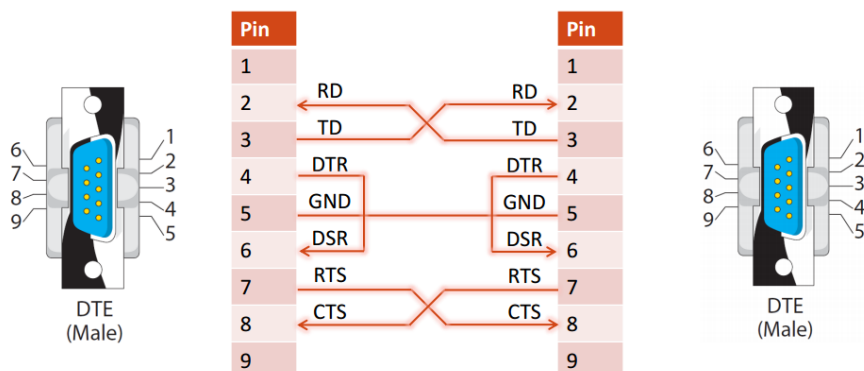 Pin Pin
1 1
RD RD
2 2
TD TD
3 3
DTR DTR
4 4
GND GND
5 5
DSR DSR
6 6
RTS RTS
7 7
CTS CTS
8 8
9 9
6
7
8
9
1
2
3
4
5
DTE
(Male)
6
7
8
9
1
2
3
4
5
DTE
(Male)